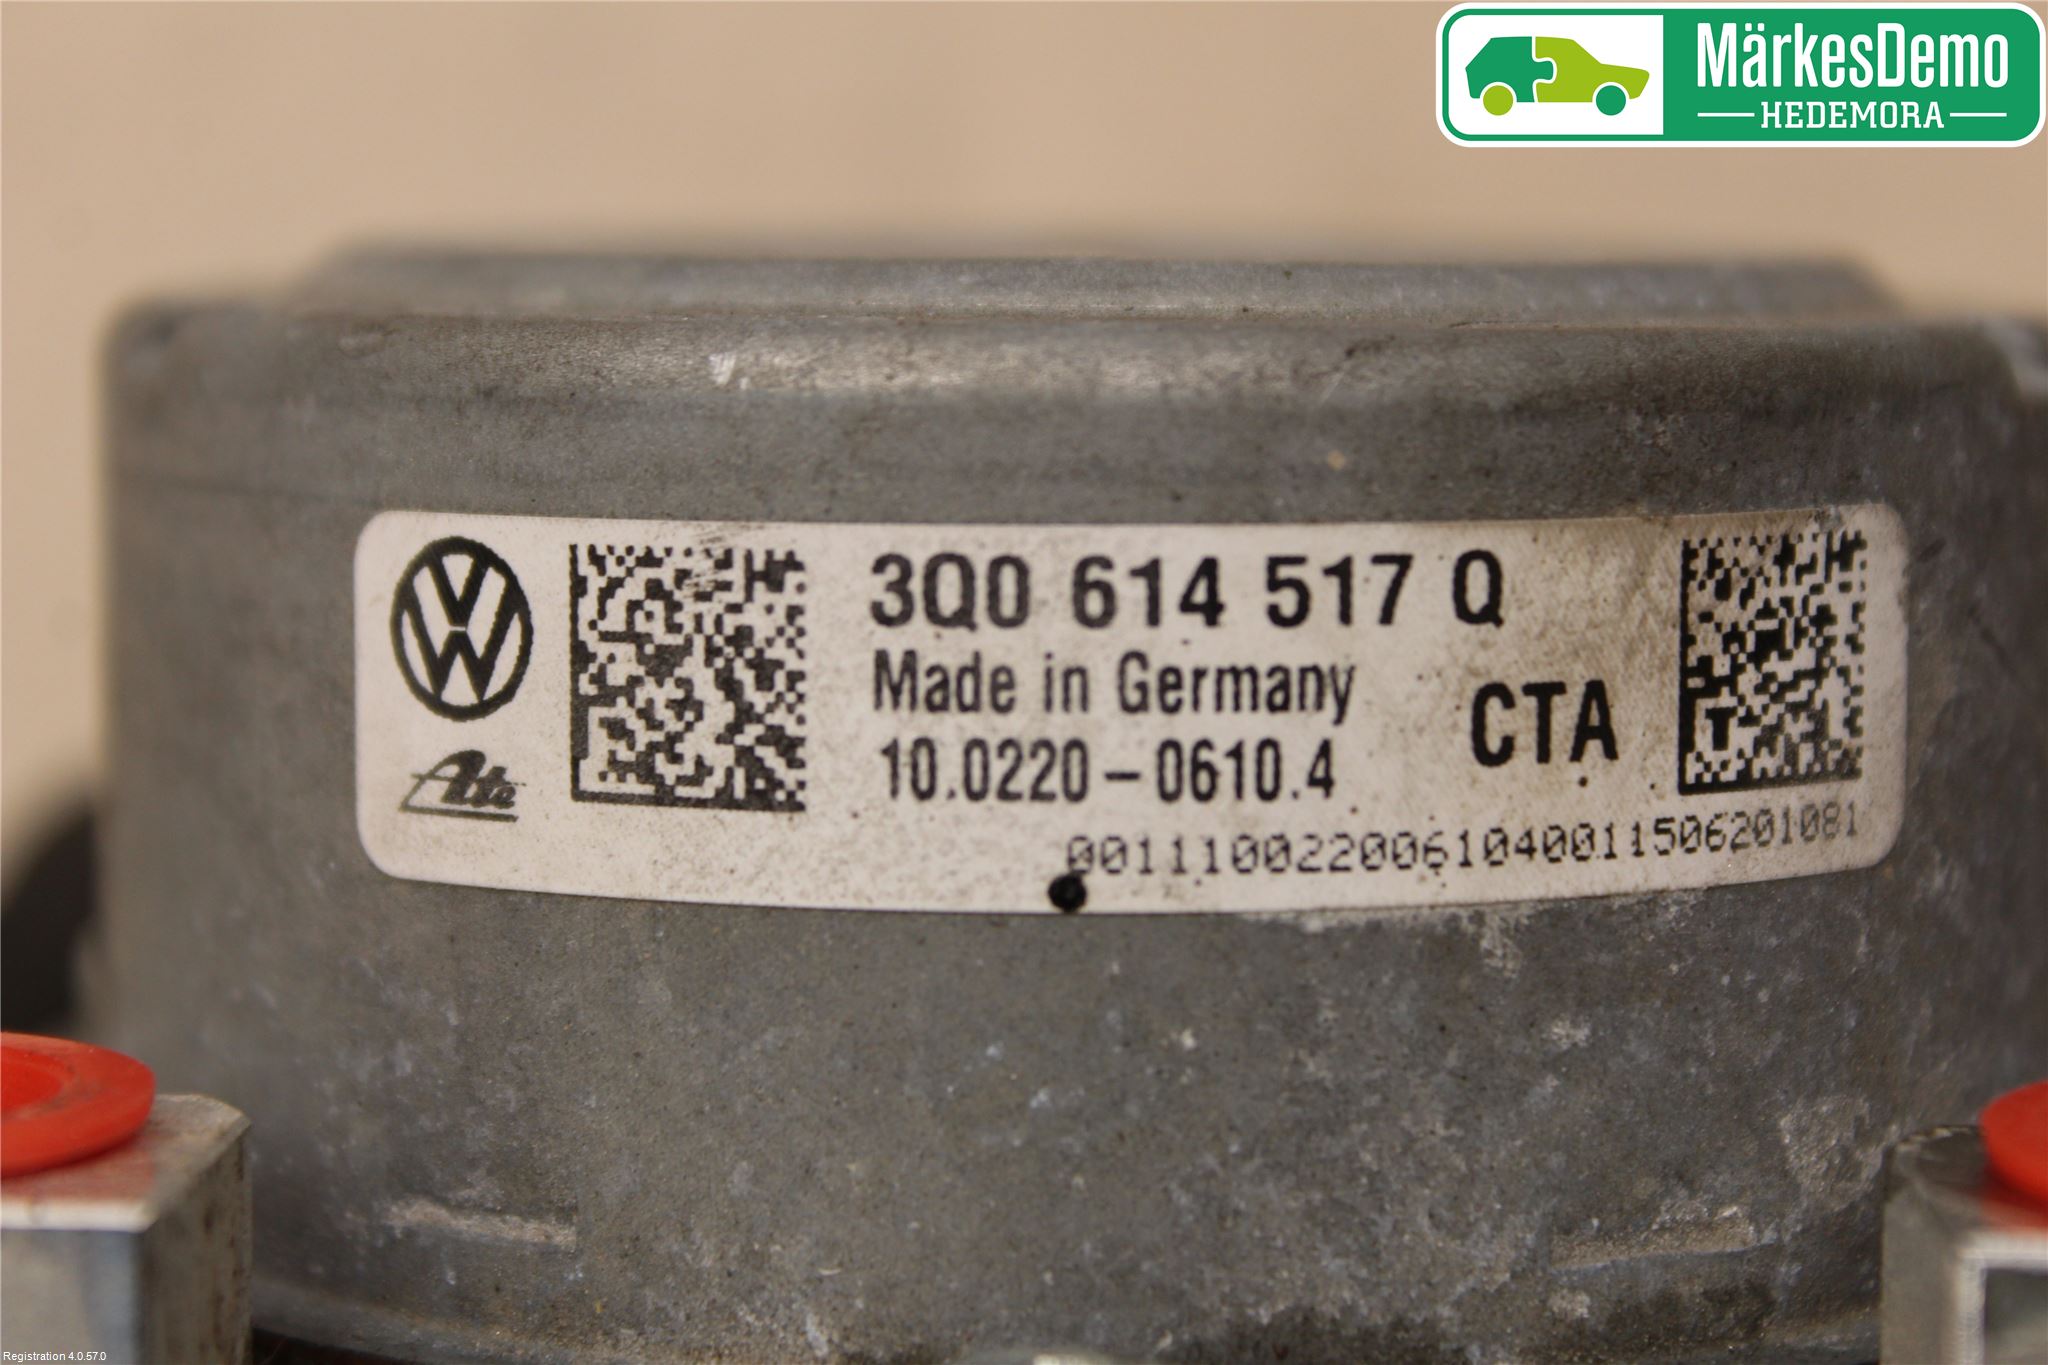 MärkesDemo
HEDEMORA
3Q0 614 517 Q
Made in Germany
CTA
10.0220-0610.4
0011100220061040011506201081
Ate
Registration 4.0.57.0